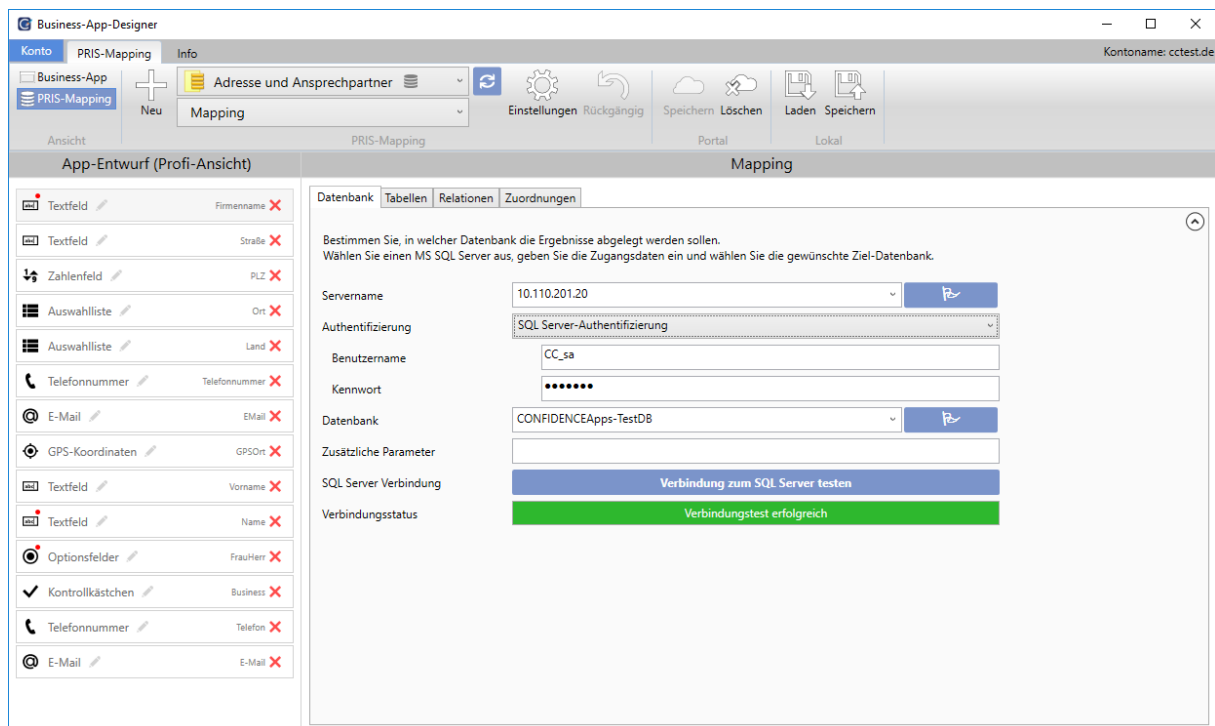 Business-App-Designer
Konto PRIS-Mapping Info Kontoname: cctest.de
Business-App
PRIS-Mapping
Neu
Adresse und Ansprechpartner
Mapping
Einstellungen Rückgängig Speichern Löschen Laden Speichern
Ansicht PRIS-Mapping Portal Lokal
App-Entwurf (Profi-Ansicht)
Textfeld Firmenname
Textfeld Straße
Zahlenfeld PLZ
Auswahlliste Ort
Auswahlliste Land
Telefonnummer Telefonnummer
E-Mail EMail
GPS-Koordinaten GPSOrt
Textfeld Vorname
Textfeld Name
Optionsfelder FrauHerr
Kontrollkästchen Business
Telefonnummer Telefon
E-Mail E-Mail
Mapping
Datenbank Tabellen Relationen Zuordnungen
Bestimmen Sie, in welcher Datenbank die Ergebnisse abgelegt werden sollen.
Wählen Sie einen MS SQL Server aus, geben Sie die Zugangsdaten ein und wählen Sie die gewünschte Ziel-Datenbank.
Servername 10.110.201.20
Authentifizierung SQL Server-Authentifizierung
Benutzername CC_sa
Kennwort •••••••
Datenbank CONFIDENCEApps-TestDB
Zusätzliche Parameter
SQL Server Verbindung Verbindung zum SQL Server testen
Verbindungsstatus Verbindungstest erfolgreich